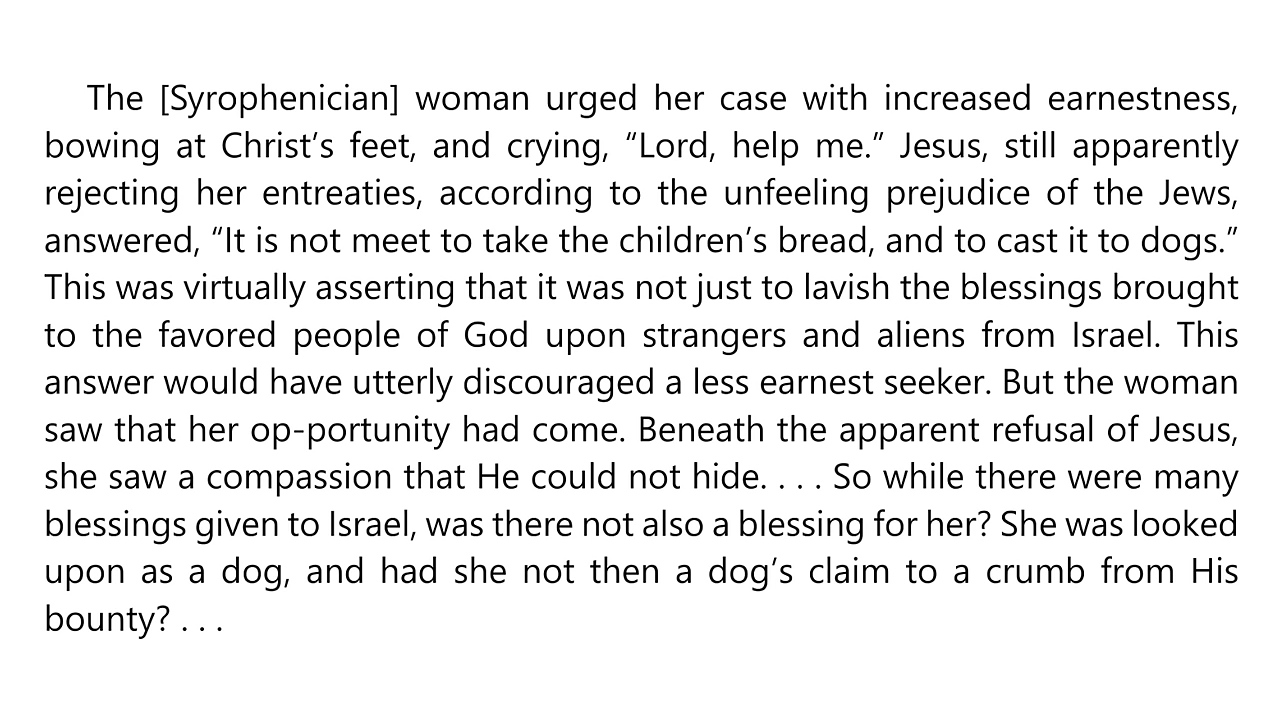 The [Syrophenician] woman urged her case with increased earnestness,
bowing at Christ’s feet, and crying, “Lord, help me.” Jesus, still apparently
rejecting her entreaties, according to the unfeeling prejudice of the Jews,
answered, “It is not meet to take the children’s bread, and to cast it to dogs.”
This was virtually asserting that it was not just to lavish the blessings brought
to the favored people of God upon strangers and aliens from Israel. This
answer would have utterly discouraged a less earnest seeker. But the woman
saw that her op-portunity had come. Beneath the apparent refusal of Jesus,
she saw a compassion that He could not hide. . . . So while there were many
blessings given to Israel, was there not also a blessing for her? She was looked
upon as a dog, and had she not then a dog’s claim to a crumb from His
bounty? . . .